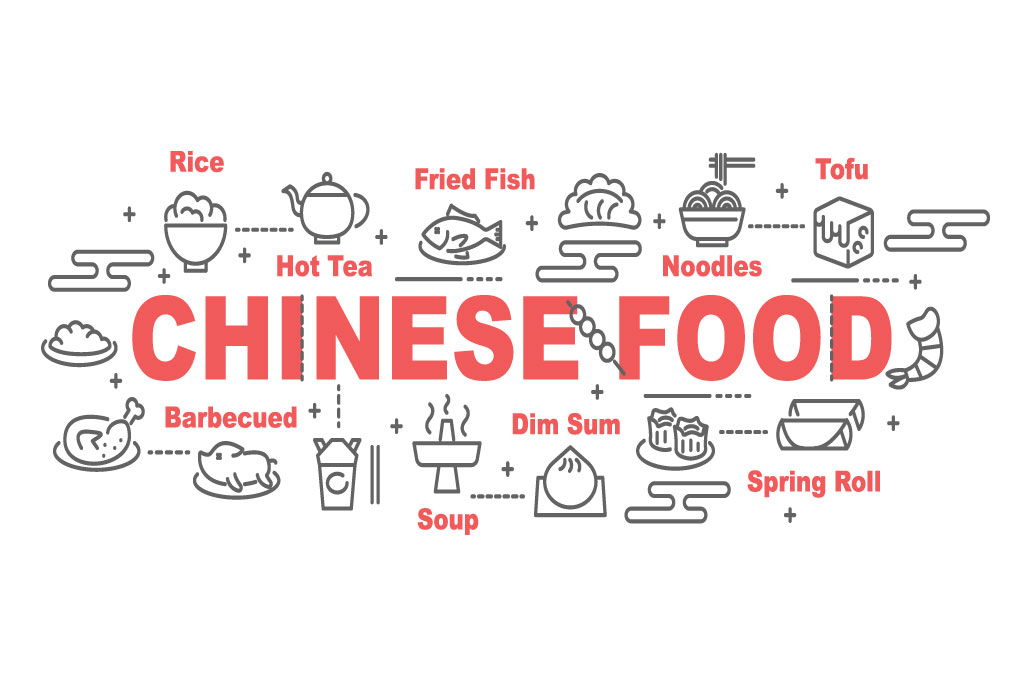 Rice
Fried Fish
Tofu
Hot Tea
Noodles
CHINESE FOOD
Barbecued
Dim Sum
Spring Roll
Soup